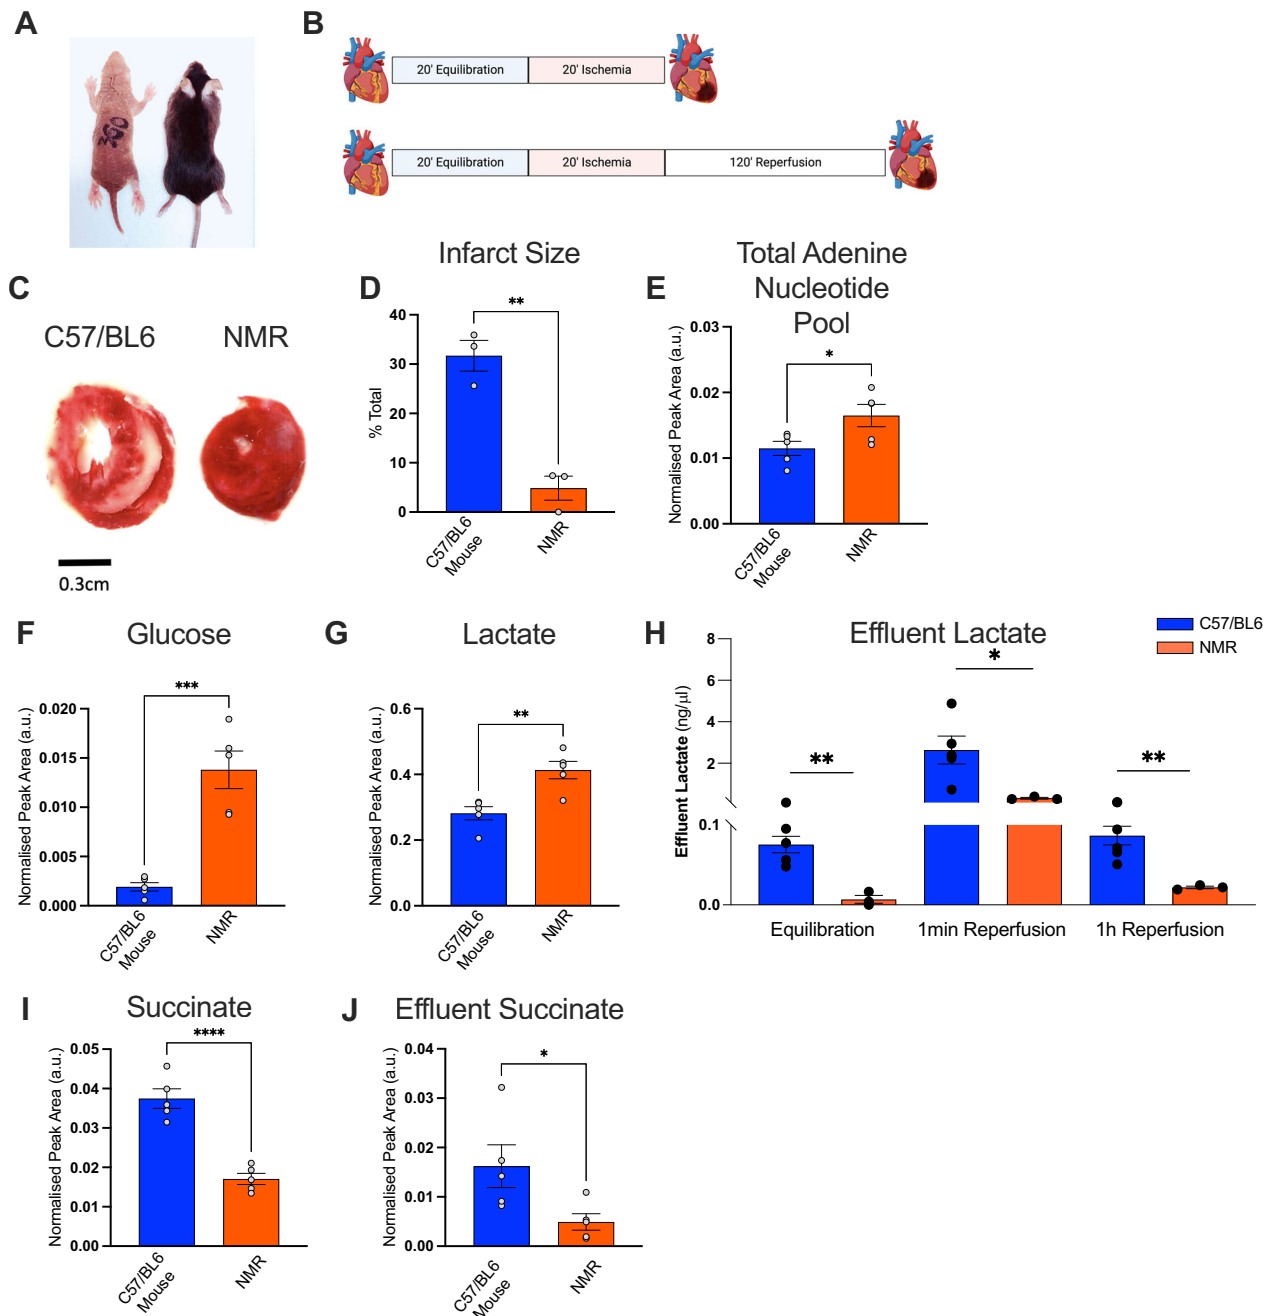 A
B
360
20' Equilibration
20' Ischemia
20' Equilibration
20' Ischemia
120' Reperfusion
C
C57/BL6
NMR
0.3cm
D
Infarct Size
% Total
40
30
20
10
0
**
C57/BL6
Mouse
NMR
E
Total Adenine
Nucleotide
Pool
Normalised Peak Area (a.u.)
0.03
0.02
0.01
0.00
*
C57/BL6
Mouse
NMR
F
Glucose
Normalised Peak Area (a.u.)
0.020
0.015
0.010
0.005
0.000
***
C57/BL6
Mouse
NMR
G
Lactate
Normalised Peak Area (a.u.)
0.6
0.4
0.2
0.0
**
C57/BL6
Mouse
NMR
H
Effluent Lactate
C57/BL6
NMR
Effluent Lactate (ng/µl)
8
6
4
2
0.1
0.0
**
*
**
Equilibration
1min Reperfusion
1h Reperfusion
I
Succinate
Normalised Peak Area (a.u.)
0.05
0.04
0.03
0.02
0.01
0.00
****
C57/BL6
Mouse
NMR
J
Effluent Succinate
Normalised Peak Area (a.u.)
0.04
0.03
0.02
0.01
0.00
*
C57/BL6
Mouse
NMR